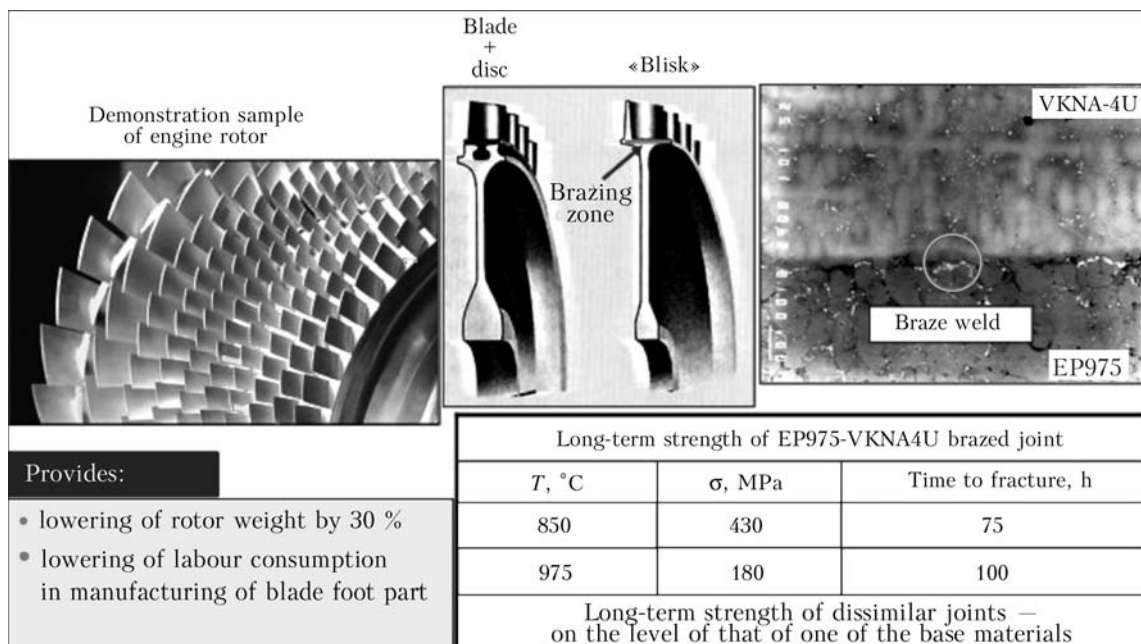 Blade
+
disc
«Blisk»
Demonstration sample
of engine rotor
Brazing
zone
VKNA-4U
Braze weld
EP975
Provides:
• lowering of rotor weight by 30 %
• lowering of labour consumption
in manufacturing of blade foot part
Long-term strength of EP975-VKNA4U brazed joint
T, °C σ, MPa Time to fracture, h
850 430 75
975 180 100
Long-term strength of dissimilar joints —
on the level of that of one of the base materials